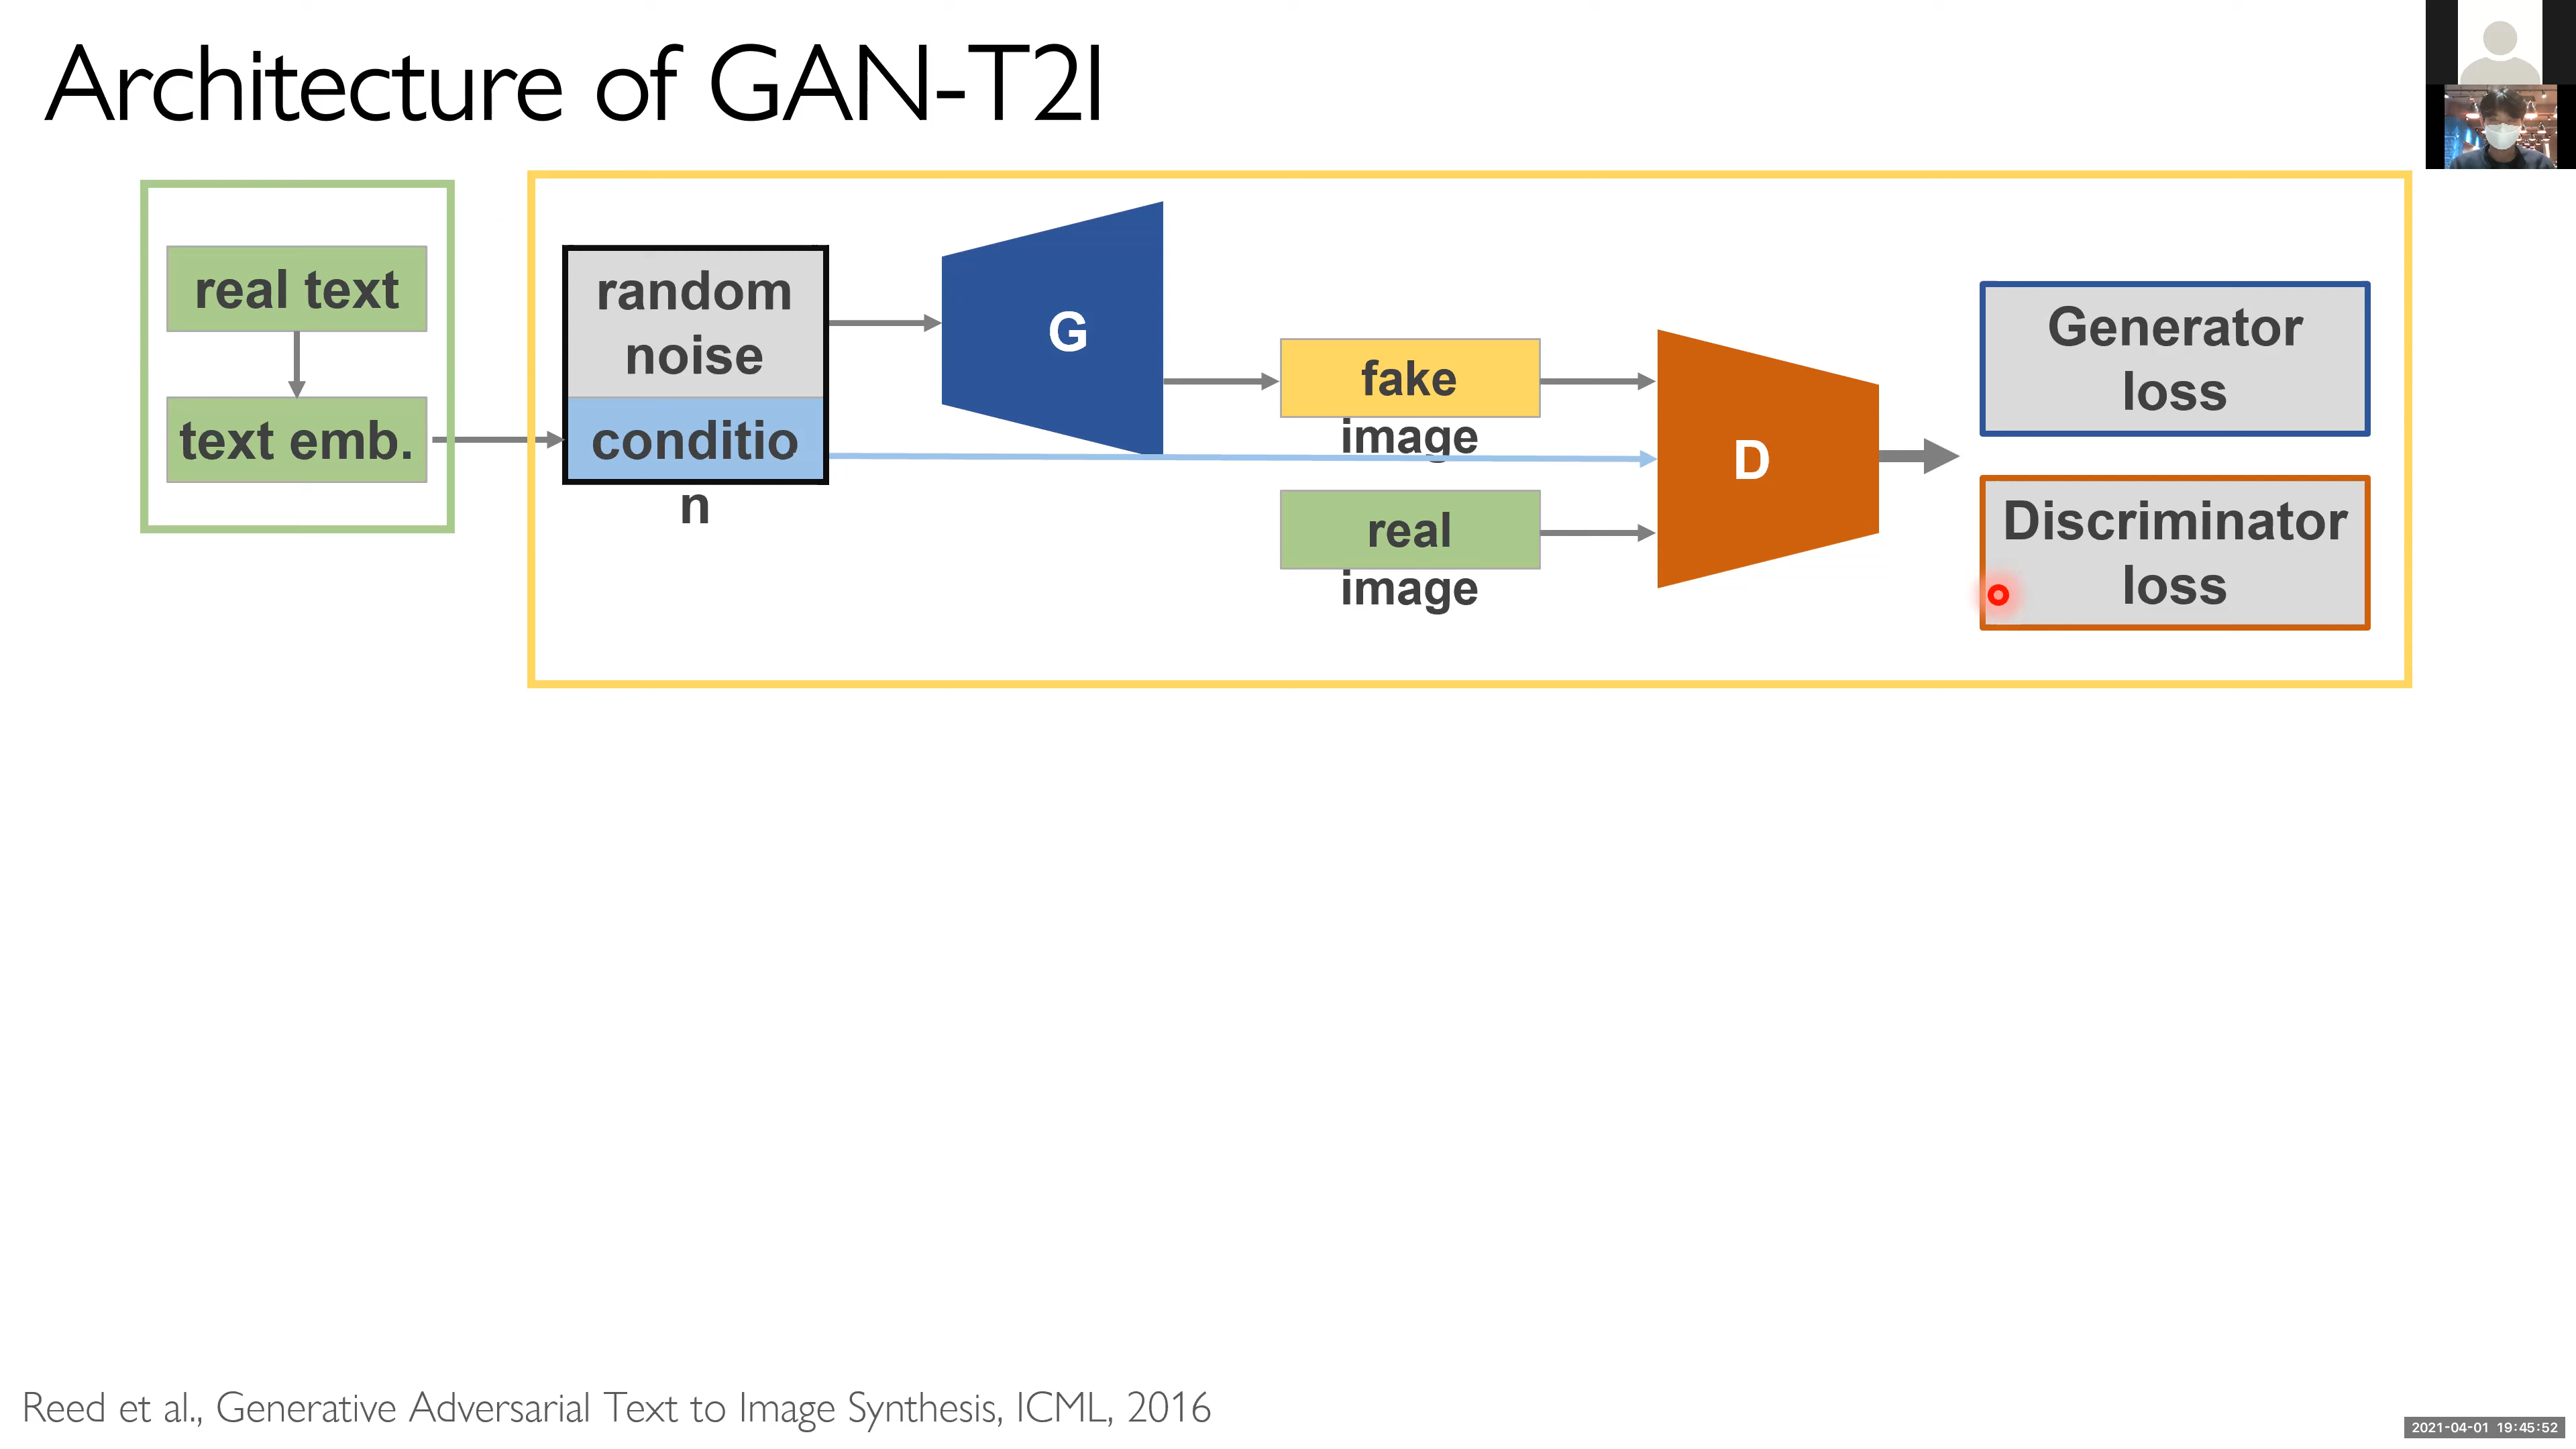 Architecture of GAN-T2I
real text
text emb.
random
noise
conditio
n
G
fake
image
real
image
D
Generator
loss
Discriminator
loss
Reed et al., Generative Adversarial Text to Image Synthesis, ICML, 2016
2021-04-01 19:45:52